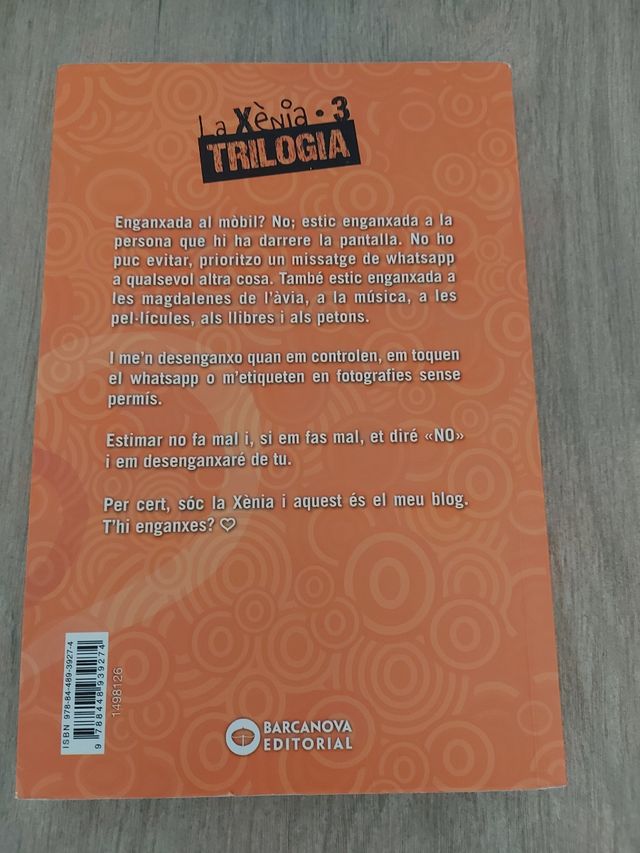 La Xènia · 3
TRILOGIA
Enganxada al mòbil? No; estic enganxada a la
persona que hi ha darrere la pantalla. No ho
puc evitar, prioritzo un missatge de whatsapp
a qualsevol altra cosa. També estic enganxada a
les magdalenes de l'àvia, a la música, a les
pel·lícules, als llibres i als petons.
I me'n desenganxo quan em controlen, em toquen
el whatsapp o m'etiqueten en fotografies sense
permís.
Estimar no fa mal i, si em fas mal, et diré «NO»
i em desenganxaré de tu.
Per cert, sóc la Xènia i aquest és el meu blog.
T'hi enganxes? ♡
ISBN 978-84-489-3927-4
9 788448 939274
1498126
BARCANOVA
EDITORIAL